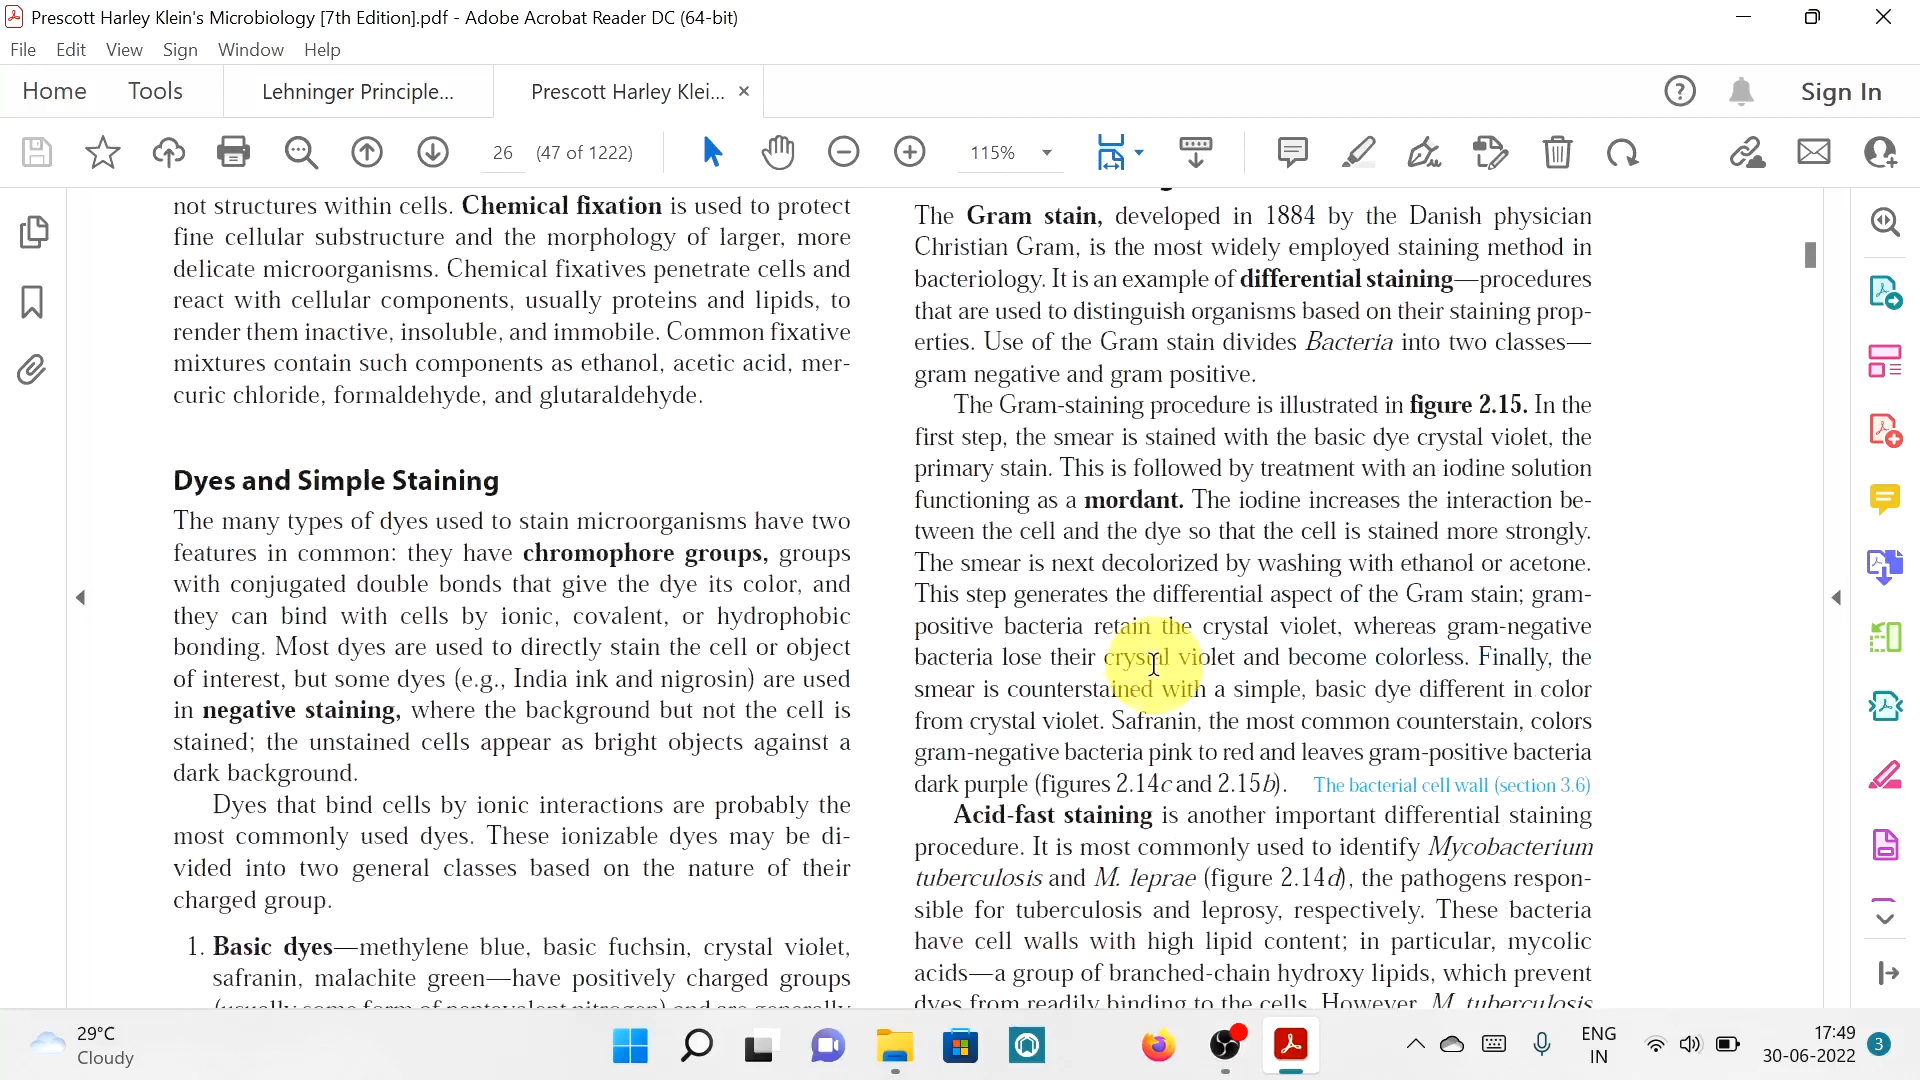 Prescott Harley Klein's Microbiology [7th Edition].pdf - Adobe Acrobat Reader DC (64-bit)
File Edit View Sign Window Help
Home Tools Lehninger Principle... Prescott Harley Klei... × Sign In
26 (47 of 1222) 115%
not structures within cells. Chemical fixation is used to protect
fine cellular substructure and the morphology of larger, more
delicate microorganisms. Chemical fixatives penetrate cells and
react with cellular components, usually proteins and lipids, to
render them inactive, insoluble, and immobile. Common fixative
mixtures contain such components as ethanol, acetic acid, mer-
curic chloride, formaldehyde, and glutaraldehyde.
Dyes and Simple Staining
The many types of dyes used to stain microorganisms have two
features in common: they have chromophore groups, groups
with conjugated double bonds that give the dye its color, and
they can bind with cells by ionic, covalent, or hydrophobic
bonding. Most dyes are used to directly stain the cell or object
of interest, but some dyes (e.g., India ink and nigrosin) are used
in negative staining, where the background but not the cell is
stained; the unstained cells appear as bright objects against a
dark background.
Dyes that bind cells by ionic interactions are probably the
most commonly used dyes. These ionizable dyes may be di-
vided into two general classes based on the nature of their
charged group.
1. Basic dyes—methylene blue, basic fuchsin, crystal violet,
safranin, malachite green—have positively charged groups
The Gram stain, developed in 1884 by the Danish physician
Christian Gram, is the most widely employed staining method in
bacteriology. It is an example of differential staining—procedures
that are used to distinguish organisms based on their staining prop-
erties. Use of the Gram stain divides Bacteria into two classes—
gram negative and gram positive.
The Gram-staining procedure is illustrated in figure 2.15. In the
first step, the smear is stained with the basic dye crystal violet, the
primary stain. This is followed by treatment with an iodine solution
functioning as a mordant. The iodine increases the interaction be-
tween the cell and the dye so that the cell is stained more strongly.
The smear is next decolorized by washing with ethanol or acetone.
This step generates the differential aspect of the Gram stain; gram-
positive bacteria retain the crystal violet, whereas gram-negative
bacteria lose their crystal violet and become colorless. Finally, the
smear is counterstained with a simple, basic dye different in color
from crystal violet. Safranin, the most common counterstain, colors
gram-negative bacteria pink to red and leaves gram-positive bacteria
dark purple (figures 2.14c and 2.15b). The bacterial cell wall (section 3.6)
Acid-fast staining is another important differential staining
procedure. It is most commonly used to identify Mycobacterium
tuberculosis and M. leprae (figure 2.14d), the pathogens respon-
sible for tuberculosis and leprosy, respectively. These bacteria
have cell walls with high lipid content; in particular, mycolic
acids—a group of branched-chain hydroxy lipids, which prevent
dyes from readily binding to the cells. However, M. tuberculosis
29°C
Cloudy
ENG
IN
17:49
30-06-2022
3